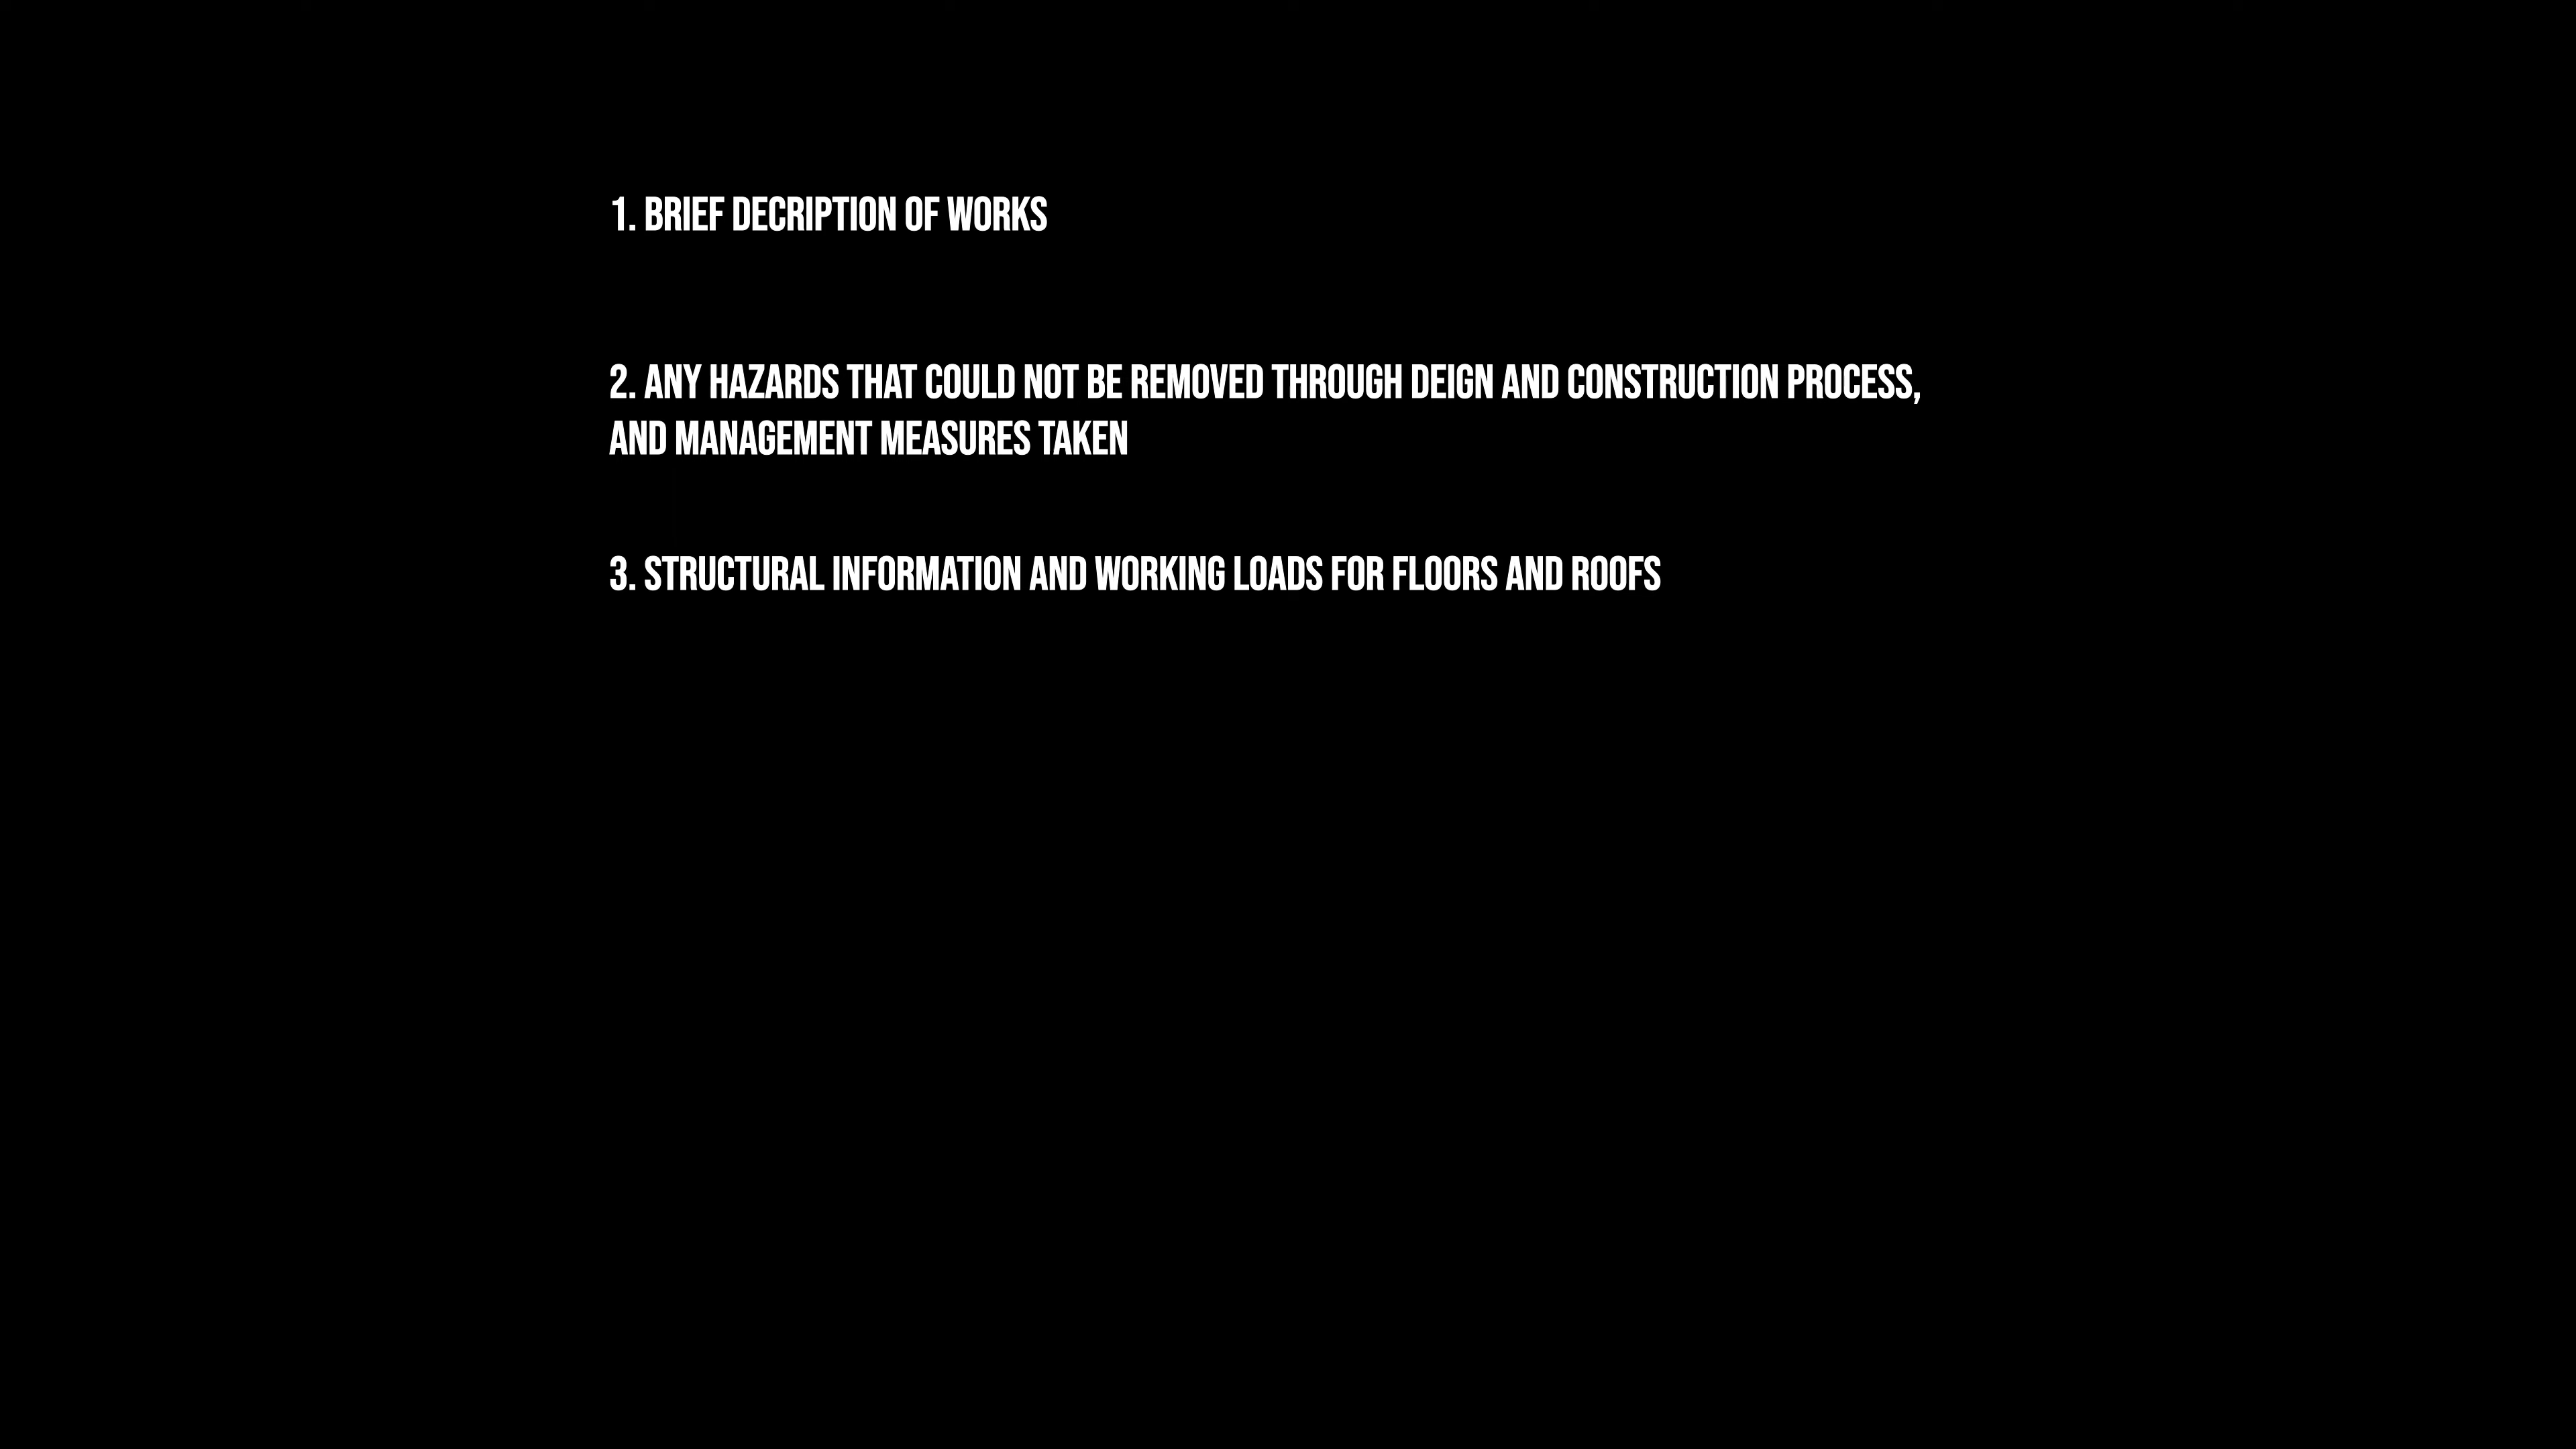 1. BRIEF DECRIPTION OF WORKS
2. ANY HAZARDS THAT COULD NOT BE REMOVED THROUGH DEIGN AND CONSTRUCTION PROCESS,
AND MANAGEMENT MEASURES TAKEN
3. STRUCTURAL INFORMATION AND WORKING LOADS FOR FLOORS AND ROOFS